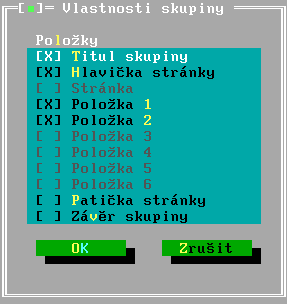 [■]= Vlastnosti skupiny
Položky
[X] Titul skupiny
[X] Hlavička stránky
[ ] Stránka
[X] Položka 1
[X] Položka 2
[ ] Položka 3
[ ] Položka 4
[ ] Položka 5
[ ] Položka 6
[ ] Patička stránky
[ ] Závěr skupiny
OK Zrušit